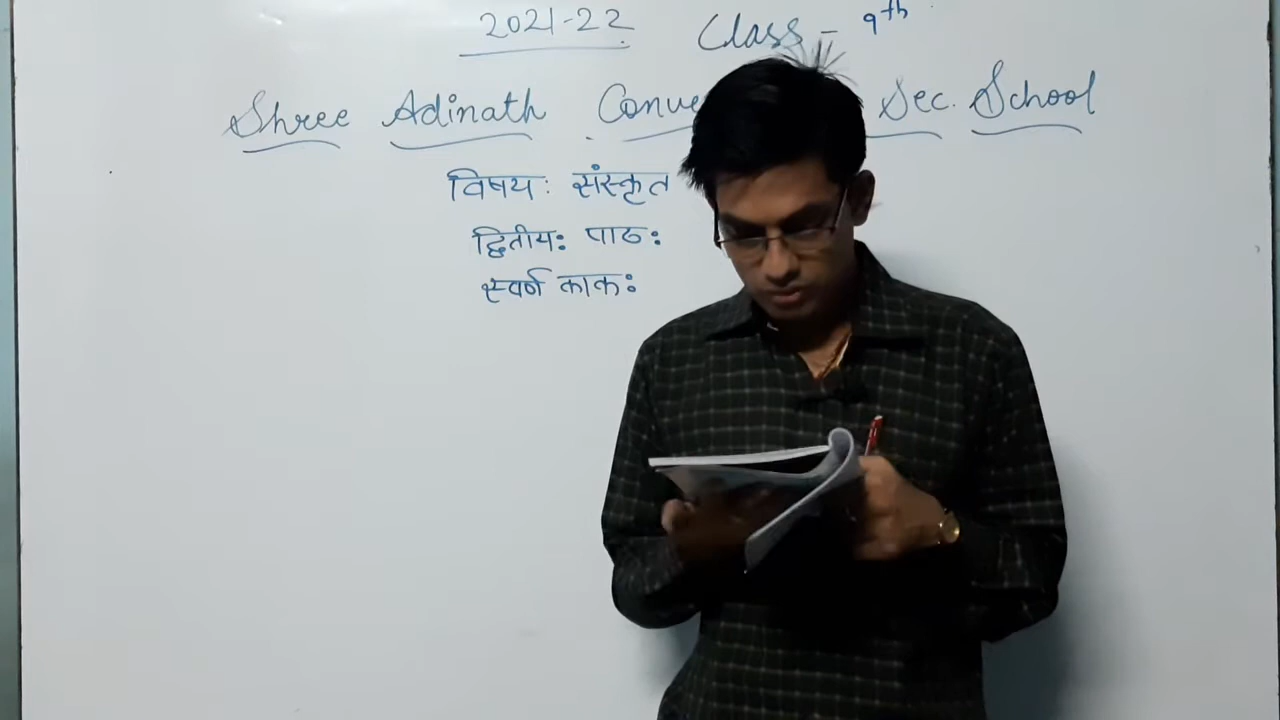 2021-22 Class - 9th
Shree Adinath Sec. School
विषय: संस्कृत
द्वितीय: पाठ:
स्वर्ण काक: